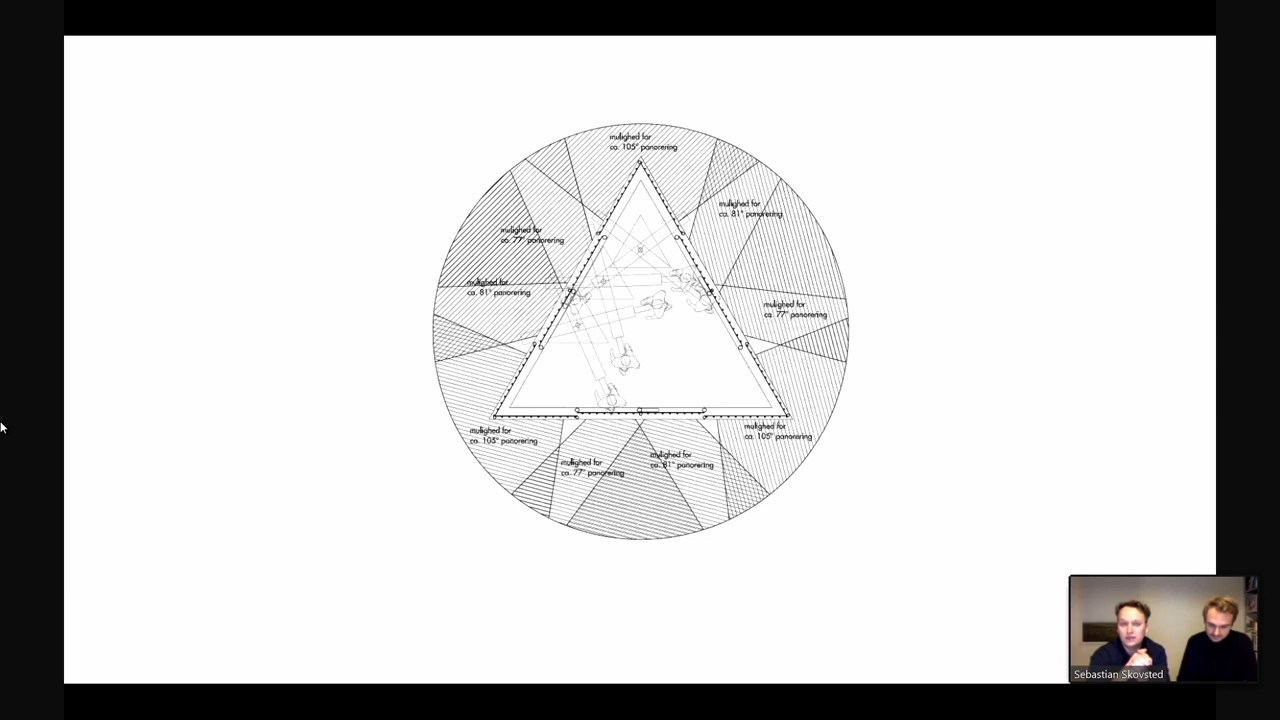 mulighed for
ca. 105° panorering
mulighed for
ca. 81° panorering
mulighed for
ca. 77° panorering
mulighed for
ca. 81° panorering
mulighed for
ca. 77° panorering
mulighed for
ca. 105° panorering
mulighed for
ca. 105° panorering
mulighed for
ca. 77° panorering
mulighed for
ca. 81° panorering
Sebastian Skovsted